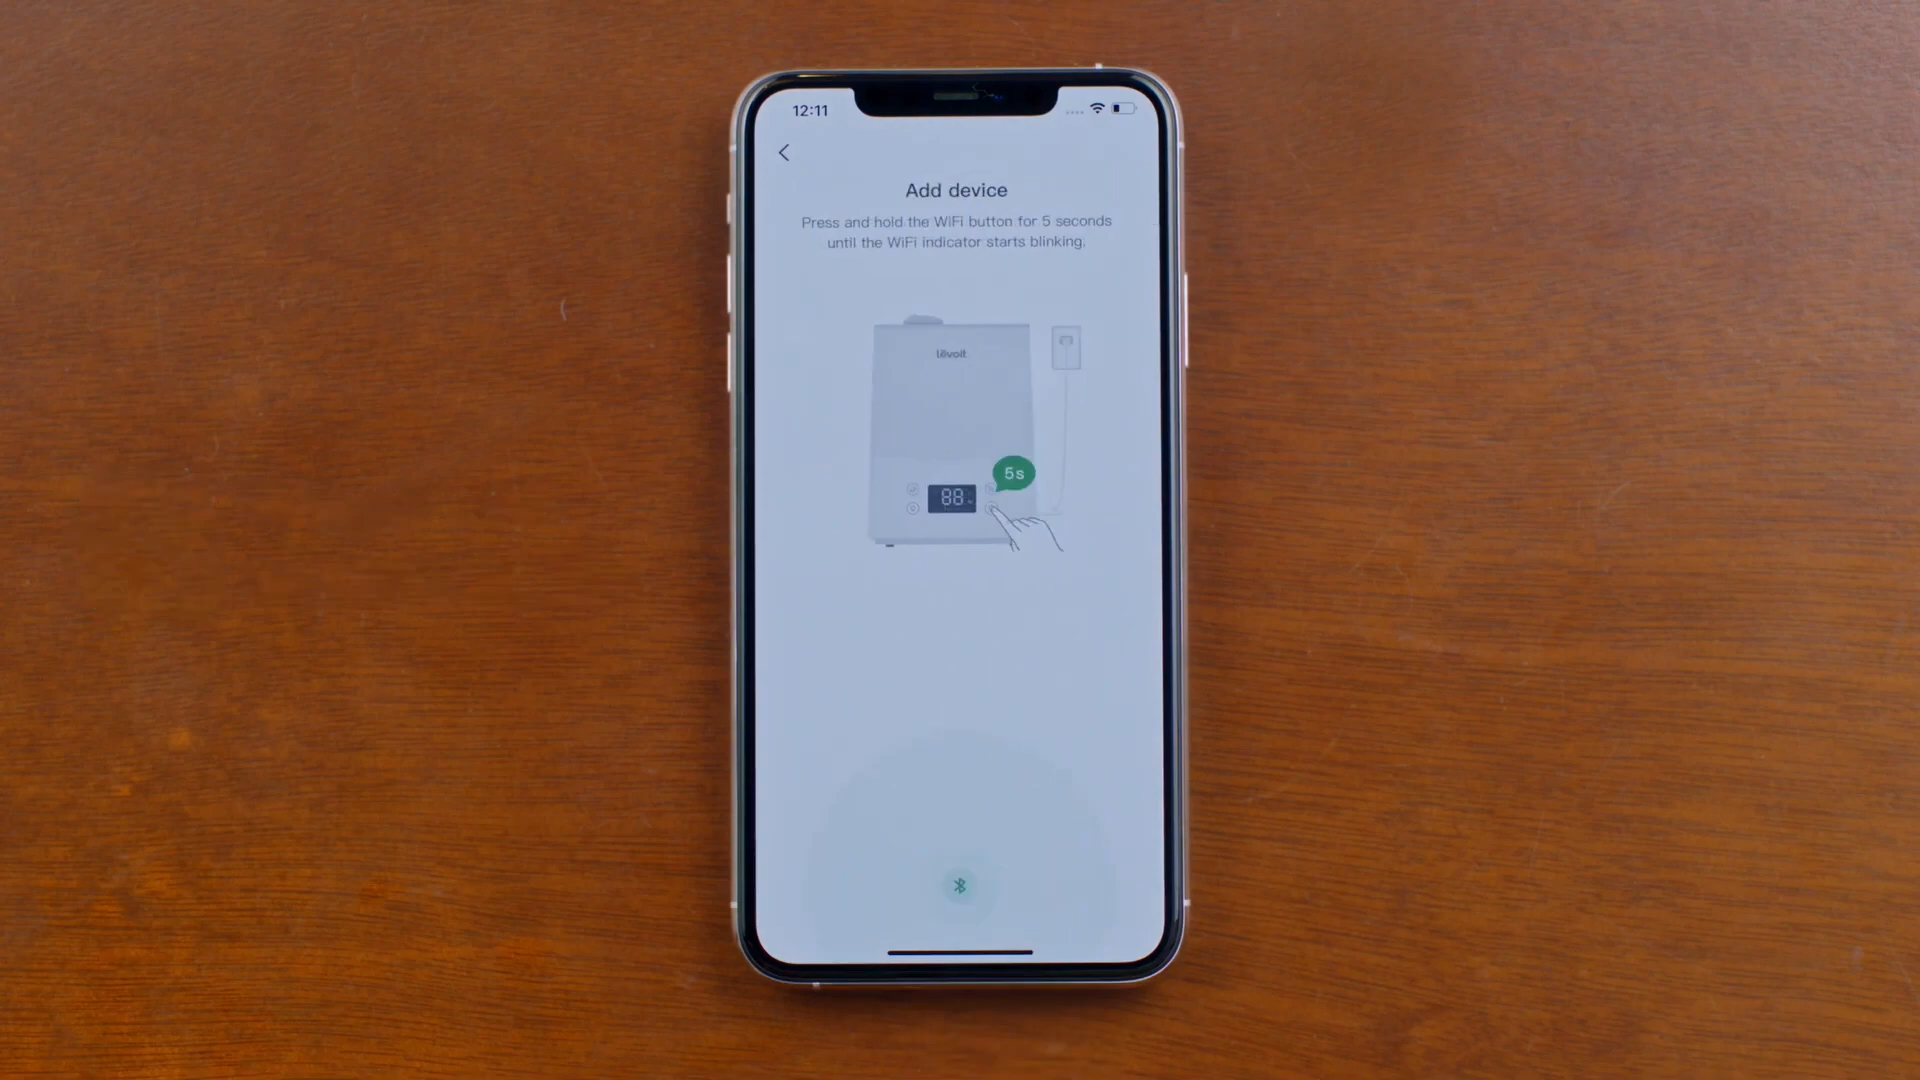 12:11
Add device
Press and hold the WiFi button for 5 seconds
until the WiFi indicator starts blinking.
levoit
5s
88